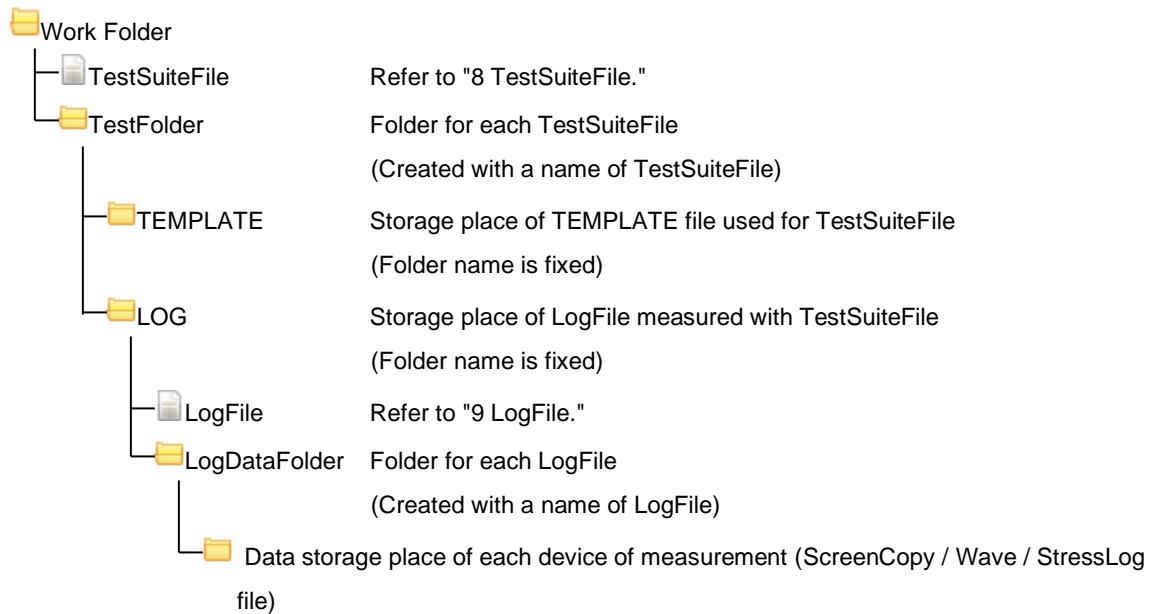 Work Folder
TestSuiteFile Refer to "8 TestSuiteFile."
TestFolder Folder for each TestSuiteFile
(Created with a name of TestSuiteFile)
TEMPLATE Storage place of TEMPLATE file used for TestSuiteFile
(Folder name is fixed)
LOG Storage place of LogFile measured with TestSuiteFile
(Folder name is fixed)
LogFile Refer to "9 LogFile."
LogDataFolder Folder for each LogFile
(Created with a name of LogFile)
Data storage place of each device of measurement (ScreenCopy / Wave / StressLog
file)